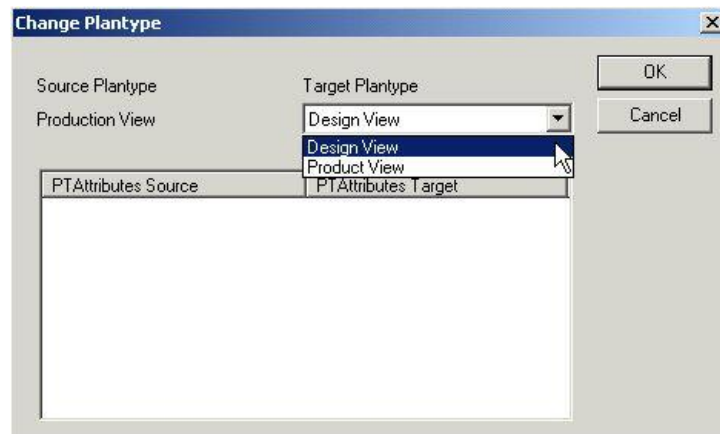 Change Plantype
Source Plantype Target Plantype OK
Production View Design View Cancel
Design View
Product View
PTAttributes Source PTAttributes Target